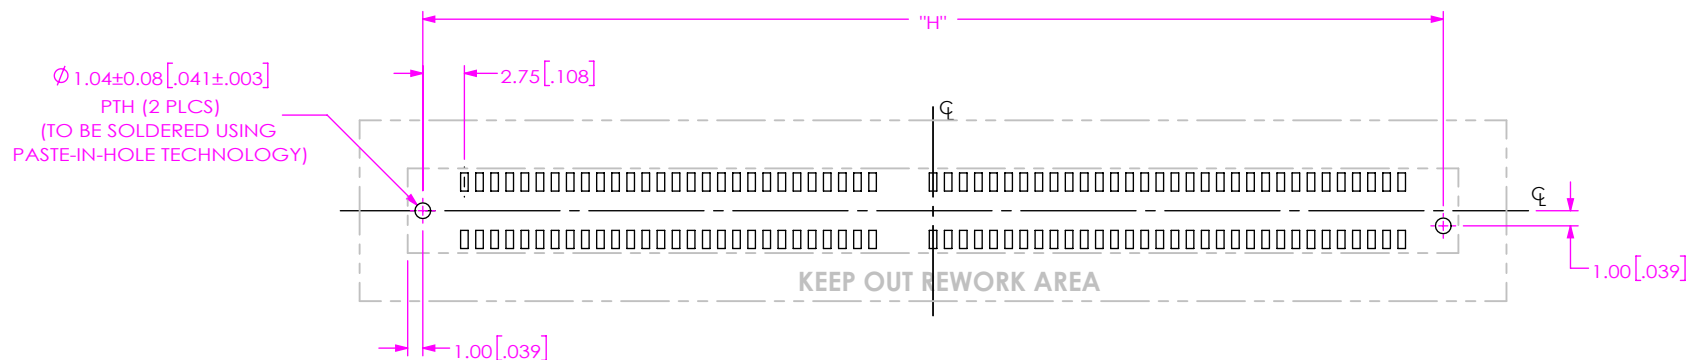 "H"
⌀1.04±0.08[.041±.003]
PTH (2 PLCS)
(TO BE SOLDERED USING
PASTE-IN-HOLE TECHNOLOGY)
2.75[.108]
℄
℄
1.00[.039]
KEEP OUT REWORK AREA
1.00[.039]